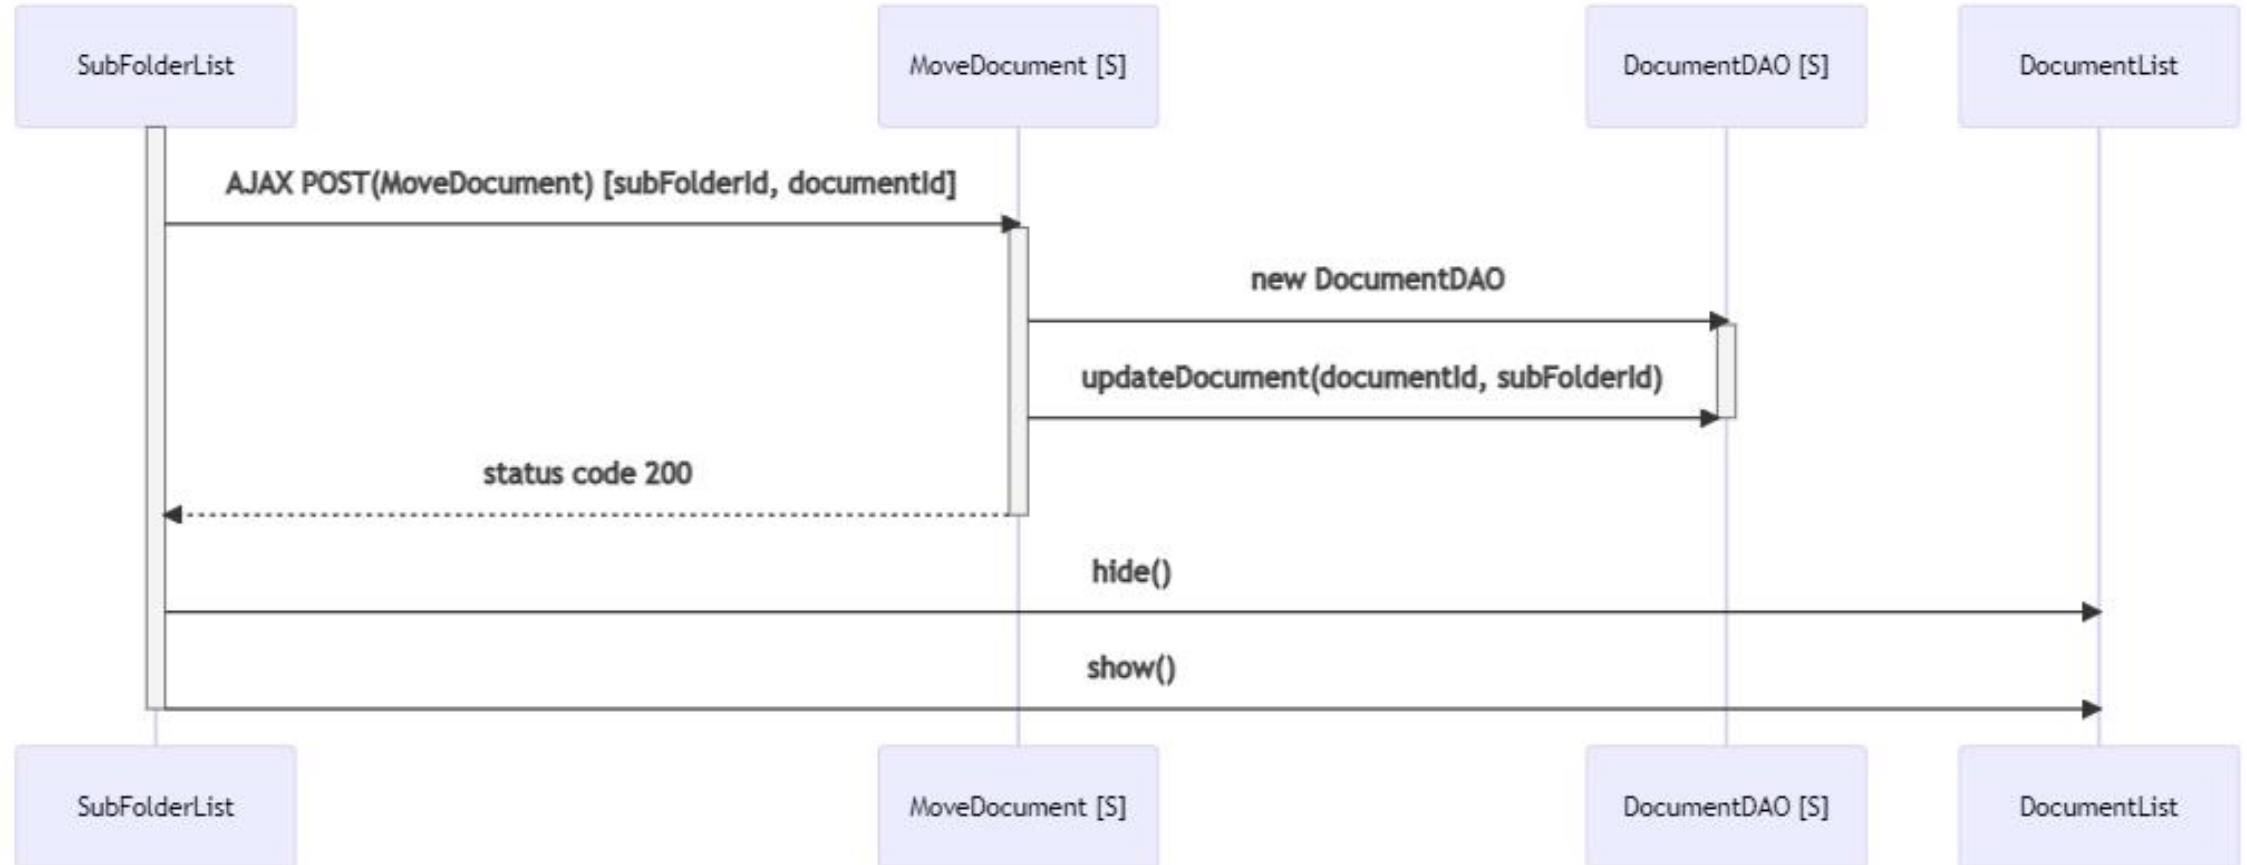 SubFolderList
MoveDocument [S]
DocumentDAO [S]
DocumentList
AJAX POST(MoveDocument) [subFolderId, documentId]
new DocumentDAO
updateDocument(documentId, subFolderId)
status code 200
hide()
show()
SubFolderList
MoveDocument [S]
DocumentDAO [S]
DocumentList